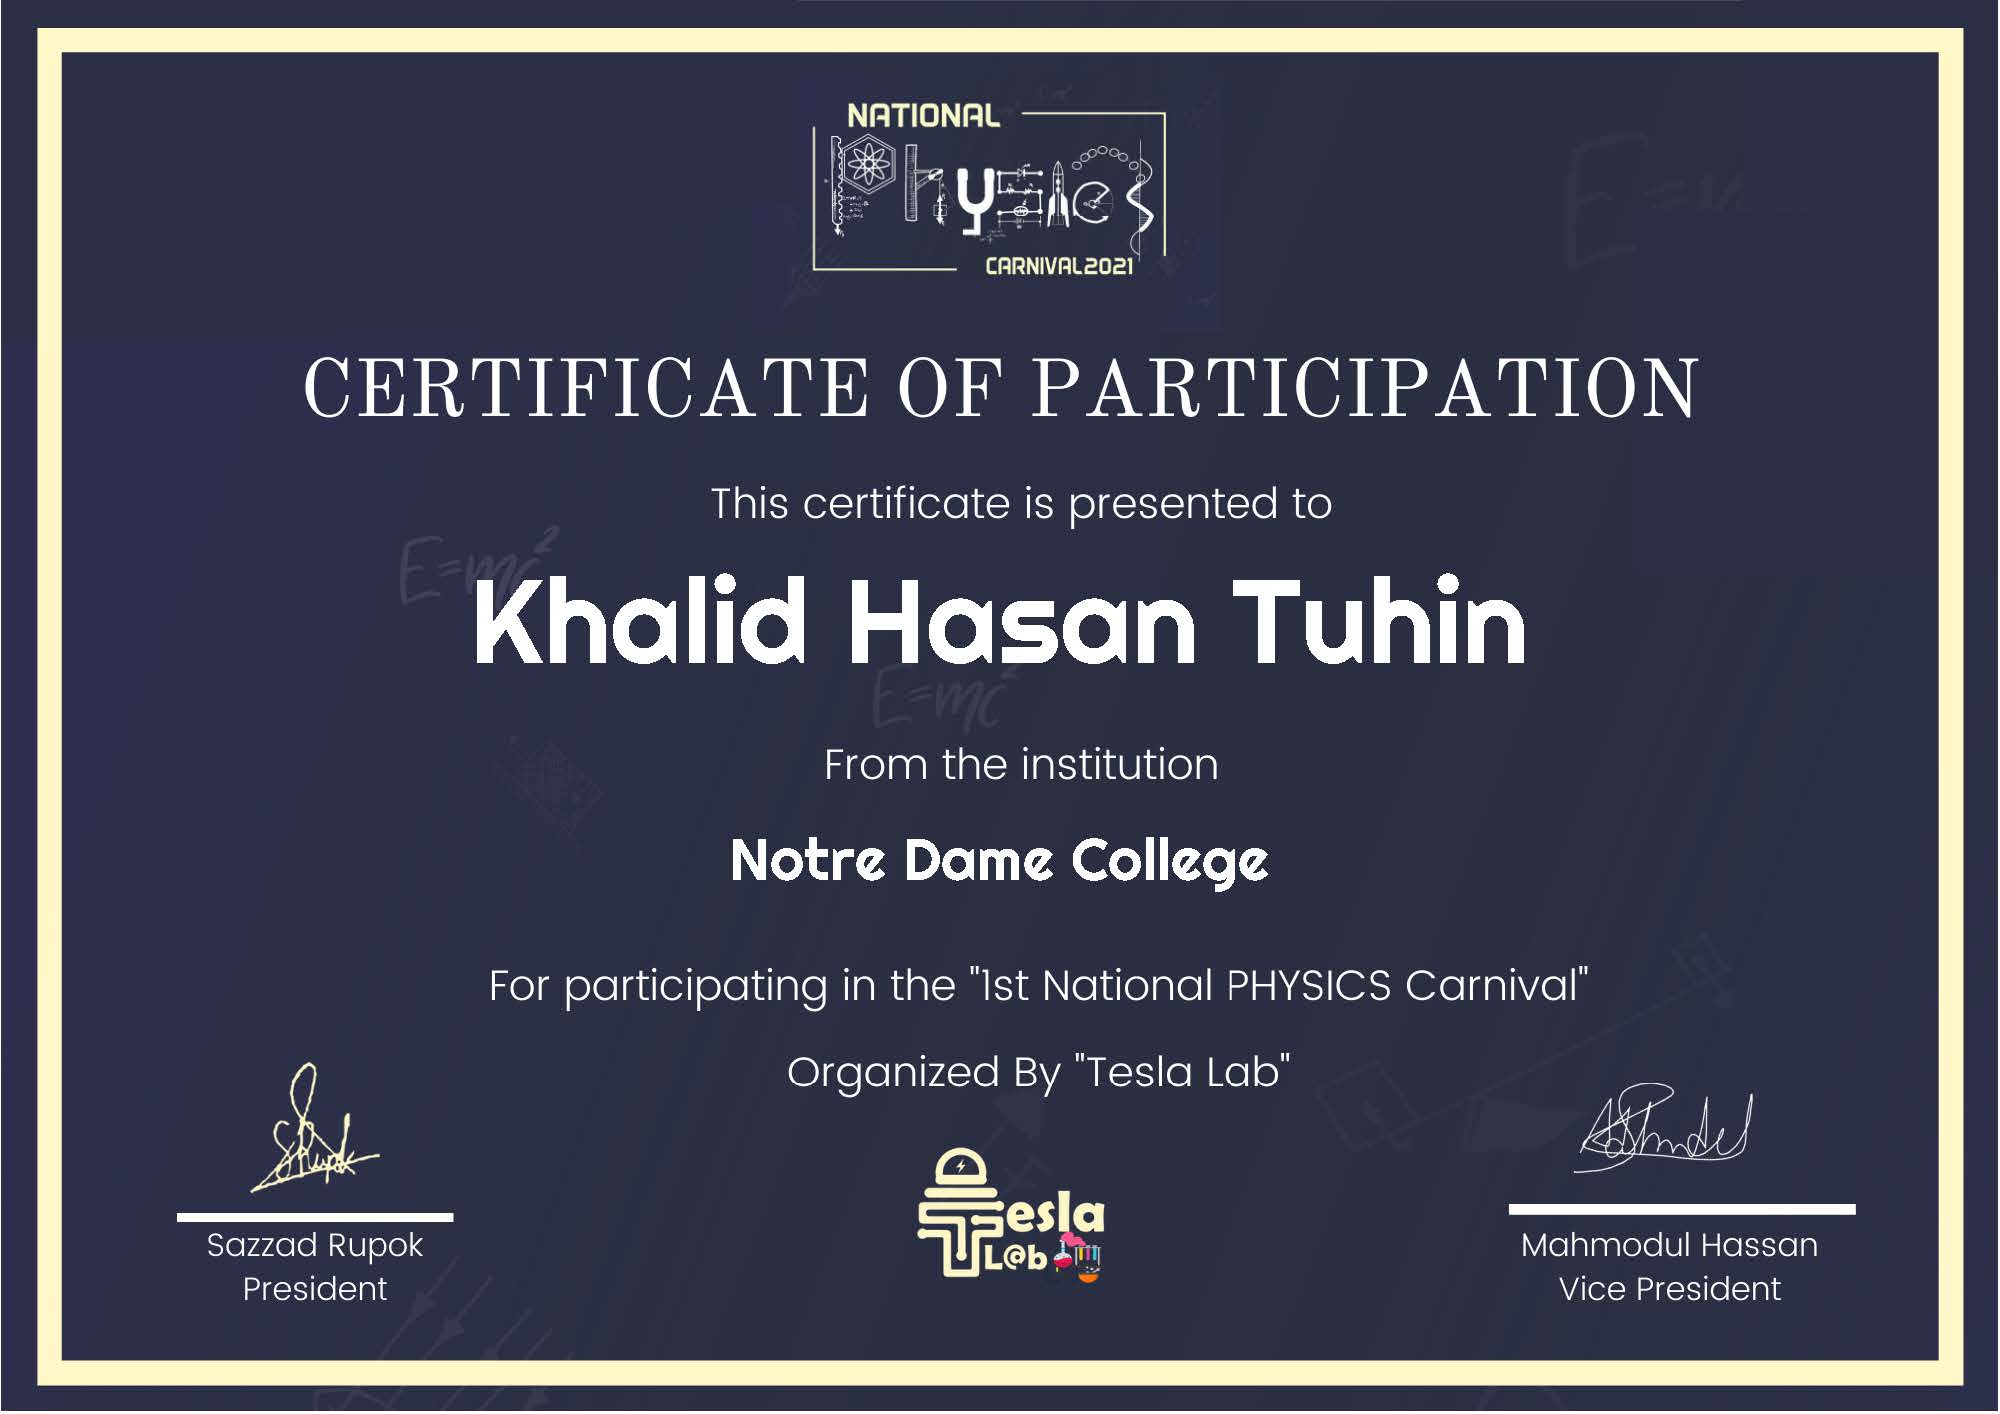 NATIONAL
Physics
CARNIVAL2021
CERTIFICATE OF PARTICIPATION
This certificate is presented to
E=mc²
Khalid Hasan Tuhin
E=mc²
From the institution
Notre Dame College
For participating in the "1st National PHYSICS Carnival"
Organized By "Tesla Lab"
Tesla
L@b
Sazzad Rupok
President
Mahmodul Hassan
Vice President